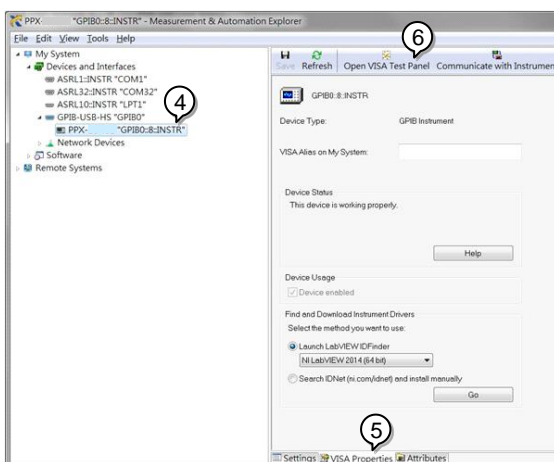 PPX- "GPIB0::8::INSTR" - Measurement & Automation Explorer
File Edit View Tools Help
My System
Devices and Interfaces
ASRL1::INSTR "COM1"
ASRL32::INSTR "COM32"
ASRL10::INSTR "LPT1"
GPIB-USB-HS "GPIB0"
PPX- "GPIB0::8::INSTR"
Network Devices
Software
Remote Systems
4
6
Save Refresh Open VISA Test Panel Communicate with Instrument
GPIB0::8::INSTR
Device Type: GPIB Instrument
VISA Alias on My System:
Device Status
This device is working properly.
Help
Device Usage
Device enabled
Find and Download Instrument Drivers
Select the method you want to use:
Launch LabVIEW IDFinder
NI LabVIEW 2014 (64 bit)
Search IDNet (ni.com/idnet) and install manually
Go
5
Settings VISA Properties Attributes